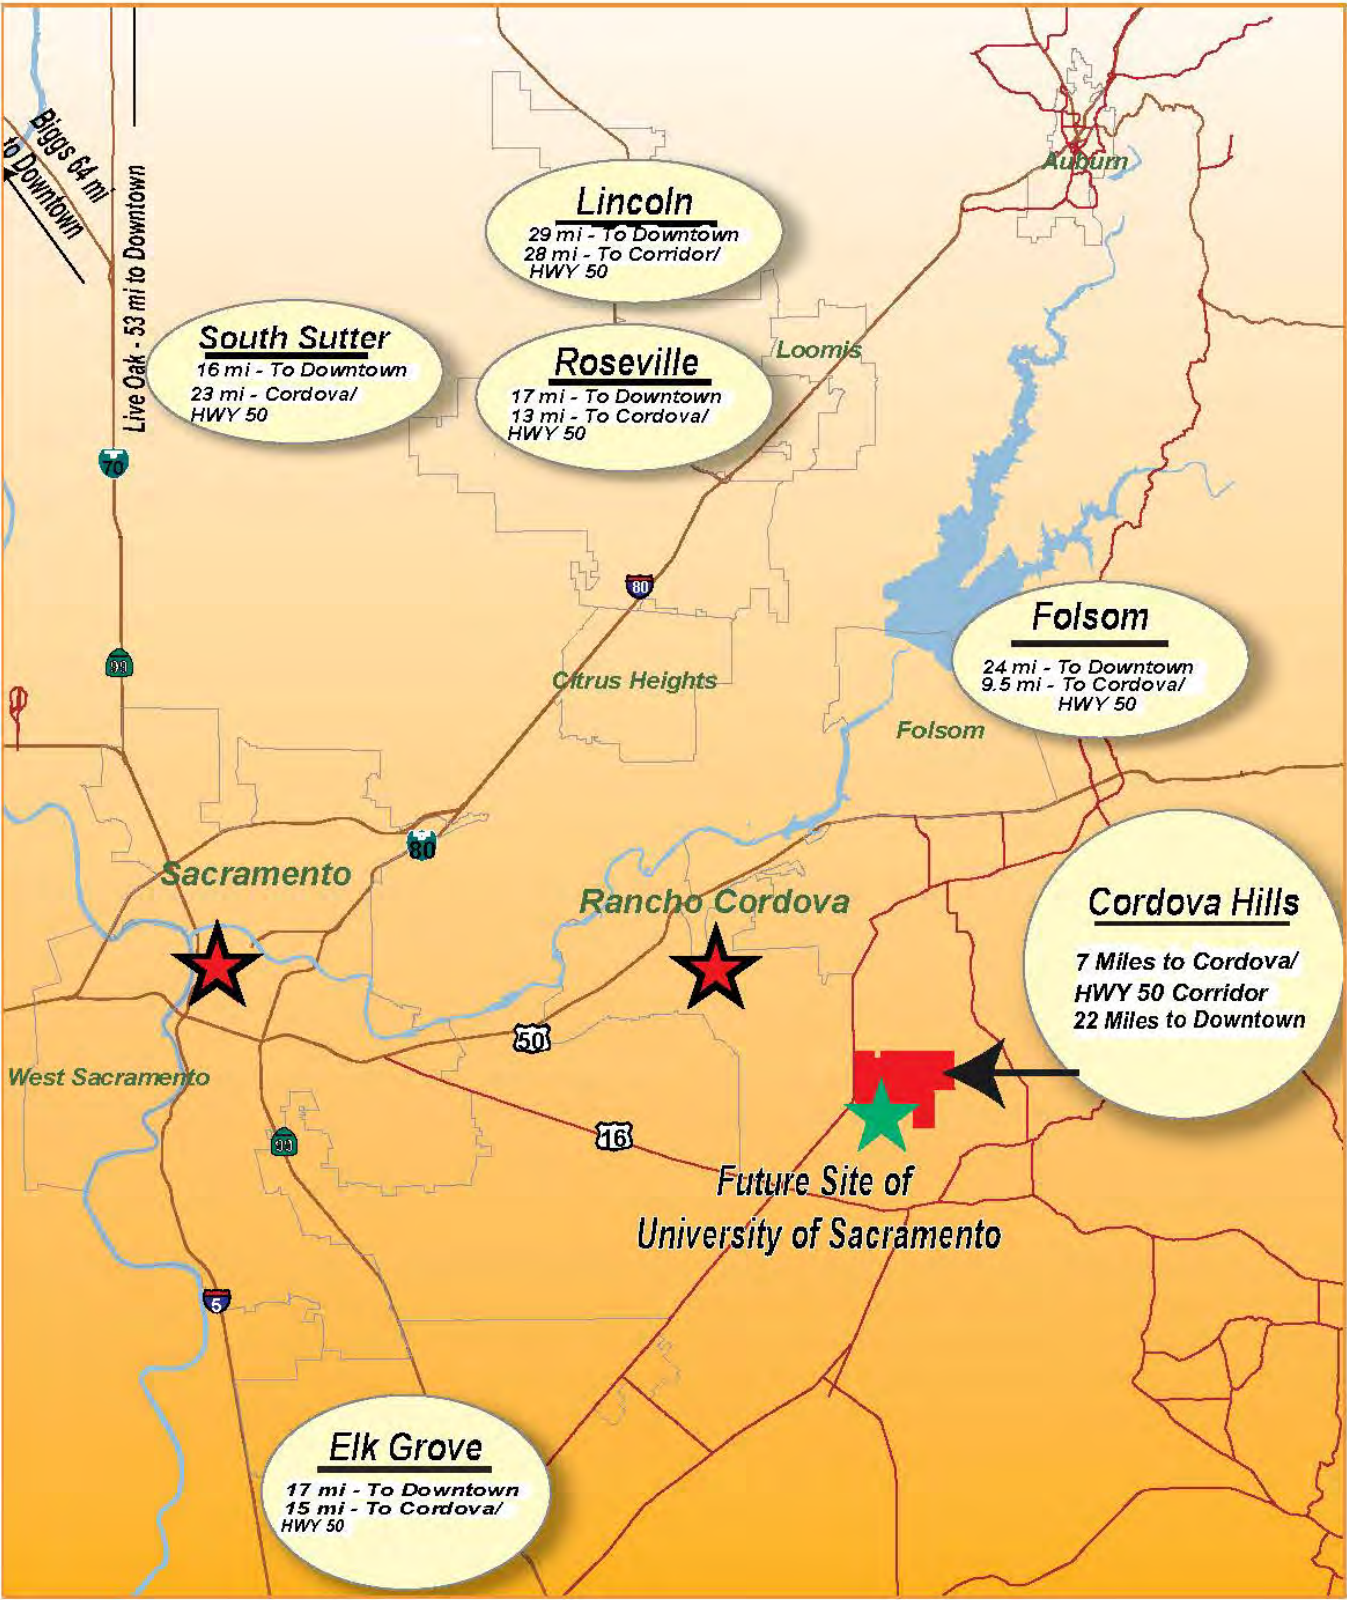 Biggs 64 mi
to Downtown
Live Oak - 53 mi to Downtown
Auburn
Lincoln
29 mi - To Downtown
28 mi - To Corridor/
HWY 50
South Sutter
16 mi - To Downtown
23 mi - Cordova/
HWY 50
Roseville
17 mi - To Downtown
13 mi - To Cordova/
HWY 50
Loomis
70
80
99
Citrus Heights
Folsom
24 mi - To Downtown
9.5 mi - To Cordova/
HWY 50
Folsom
80
Sacramento
Rancho Cordova
Cordova Hills
7 Miles to Cordova/
HWY 50 Corridor
22 Miles to Downtown
50
West Sacramento
99
16
Future Site of
University of Sacramento
5
Elk Grove
17 mi - To Downtown
15 mi - To Cordova/
HWY 50